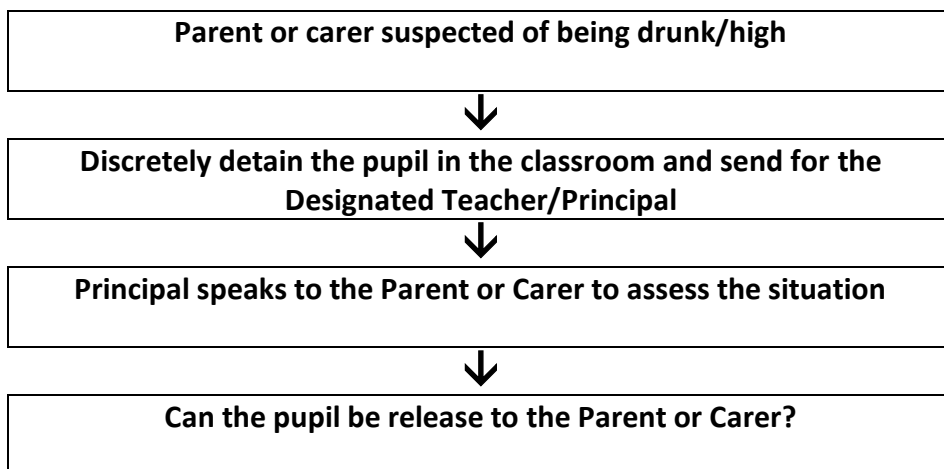 Parent or carer suspected of being drunk/high
Discretely detain the pupil in the classroom and send for the
Designated Teacher/Principal
Principal speaks to the Parent or Carer to assess the situation
Can the pupil be release to the Parent or Carer?